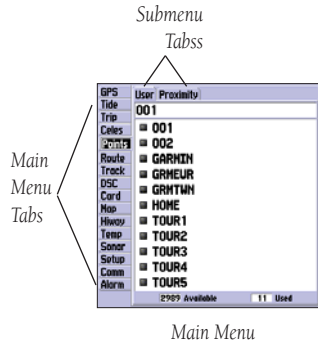 Submenu
Tabss
GPS
Tide
Trip
Celes
Points
Route
Track
DSC
Card
Map
Hiway
Temp
Sonar
Setup
Comm
Alarm
User Proximity
001
001
002
GARMIN
GRMEUR
GRMTWN
HOME
TOUR1
TOUR2
TOUR3
TOUR4
TOUR5
2989 Available 11 Used
Main
Menu
Tabs
Main Menu